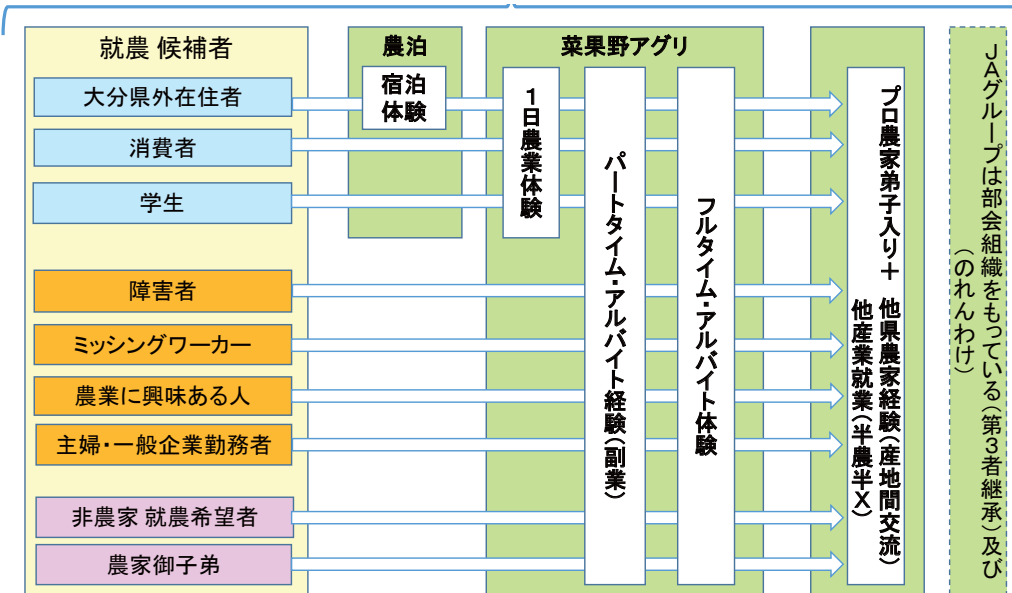 就農 候補者
大分県外在住者
消費者
学生
障害者
ミッシングワーカー
農業に興味ある人
主婦・一般企業勤務者
非農家 就農希望者
農家御子弟
農泊
宿泊
体験
菜果野アグリ
1日農業体験
パートタイム・アルバイト経験(副業)
フルタイム・アルバイト体験
プロ農家弟子入り＋ 他県農家経験(産地間交流)
他産業就業(半農半X)
JAグループは部会組織をもっている(第3者継承)及び
(のれんわけ)